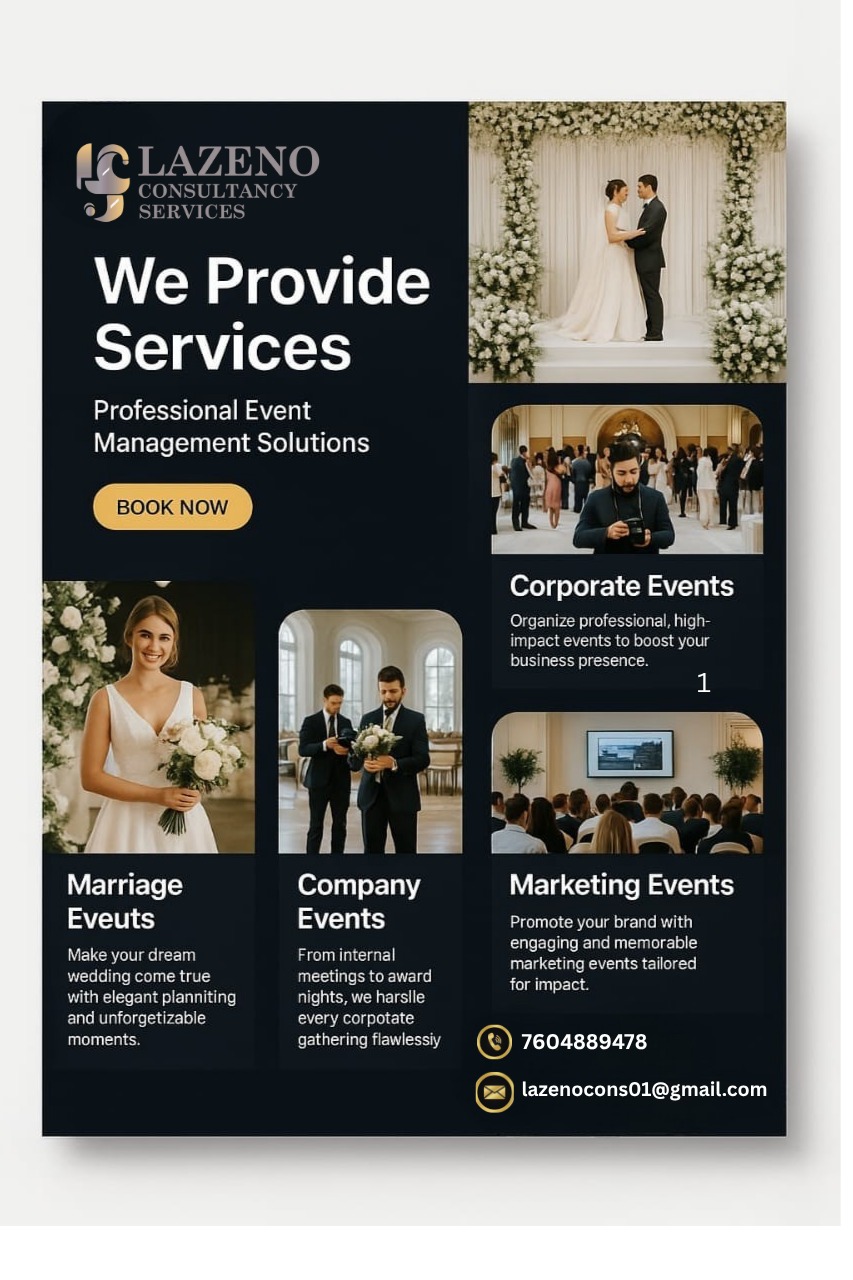 LAZENO
CONSULTANCY
SERVICES
We Provide
Services
Professional Event
Management Solutions
BOOK NOW
Corporate Events
Organize professional, high-
impact events to boost your
business presence.
1
Marriage
Eveuts
Make your dream
wedding come true
with elegant planniting
and unforgetizable
moments.
Company
Events
From internal
meetings to award
nights, we harslle
every corpotate
gathering flawlessiy
Marketing Events
Promote your brand with
engaging and memorable
marketing events tailored
for impact.
7604889478
lazenocons01@gmail.com